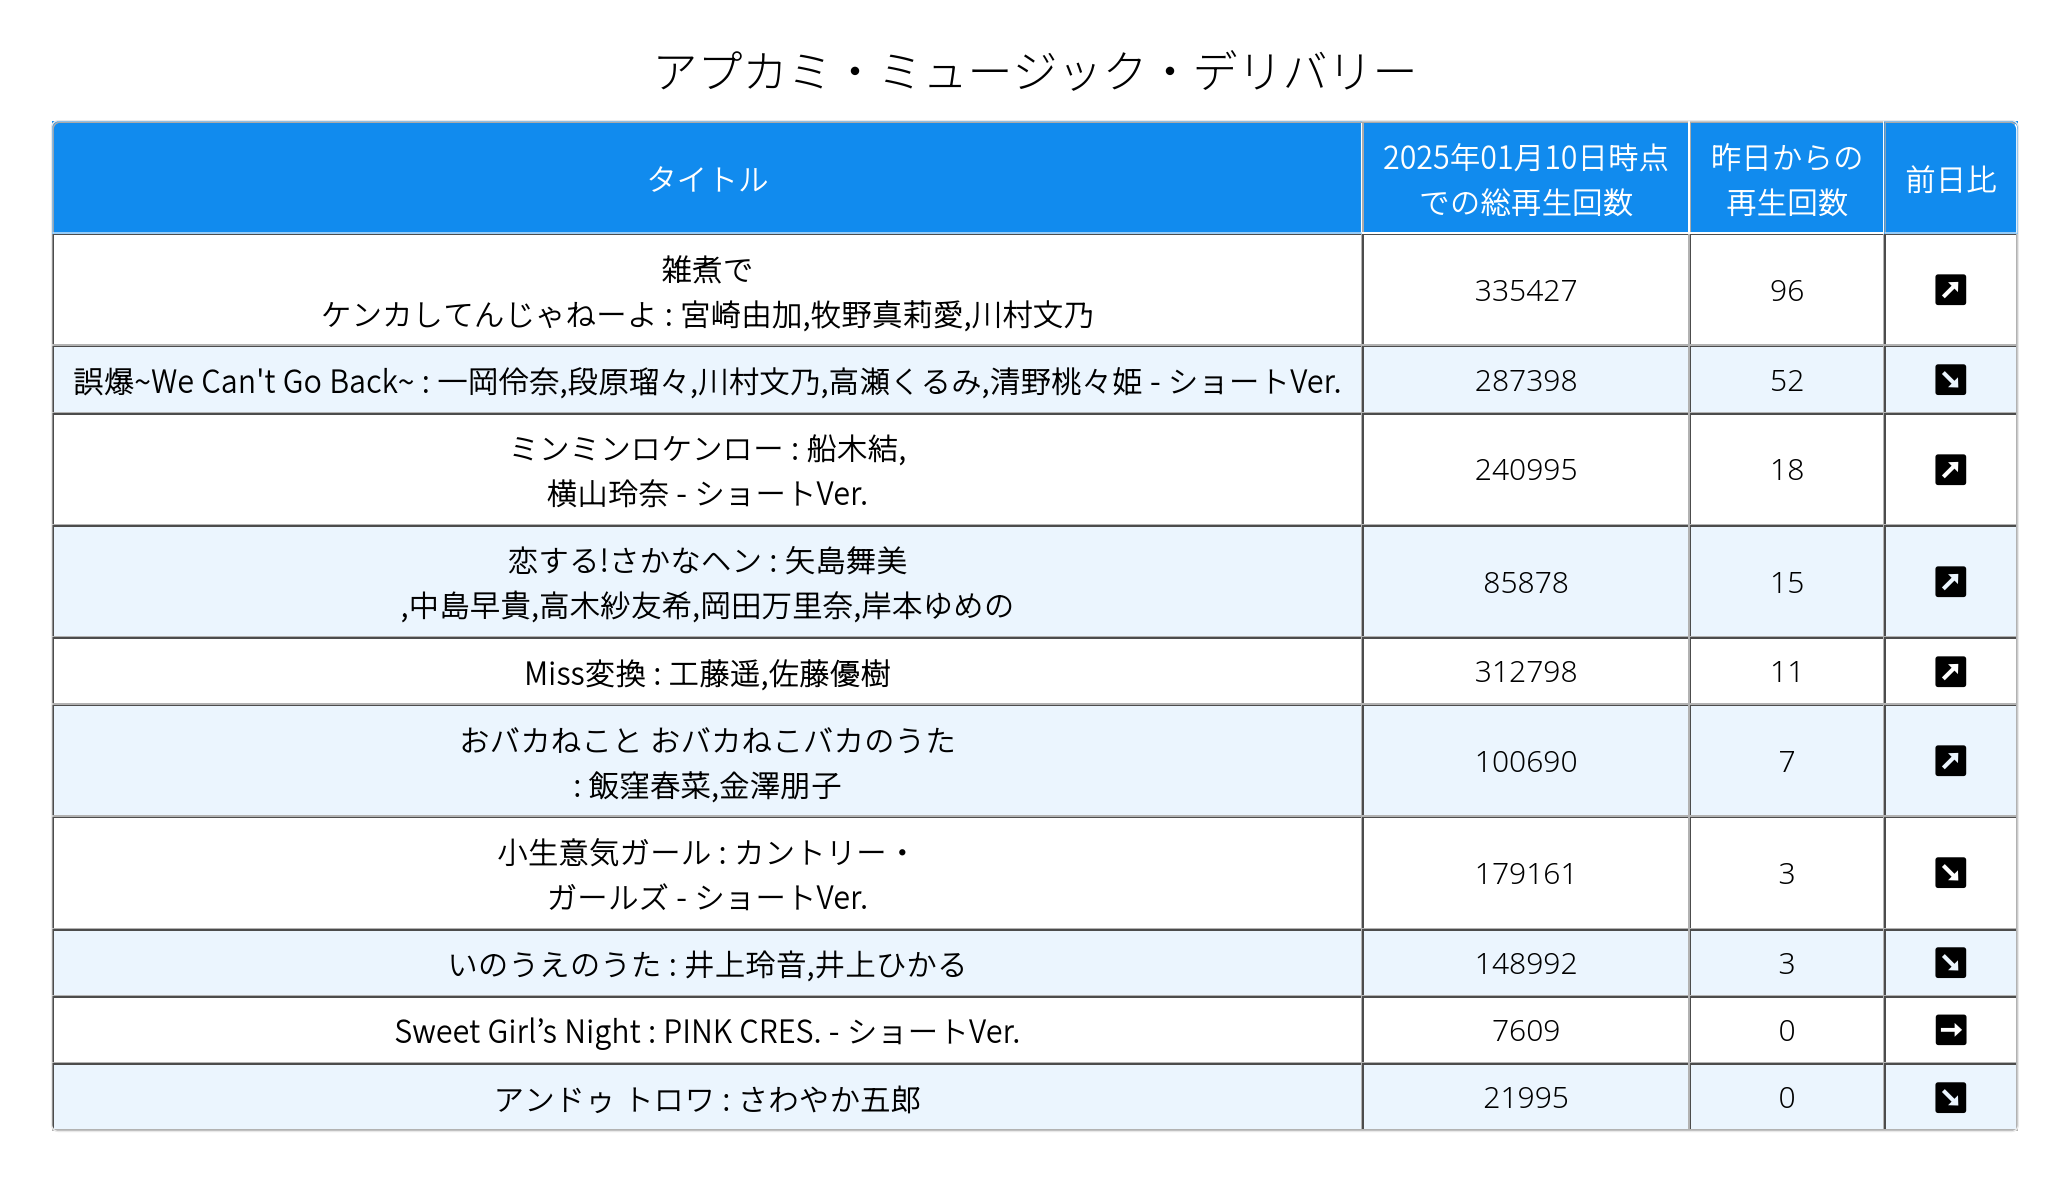 アプカミ・ミュージック・デリバリー
タイトル
2025年01月10日時点
での総再生回数
昨日からの
再生回数
前日比
雑煮で
ケンカしてんじゃねーよ : 宮崎由加,牧野真莉愛,川村文乃
335427
96
誤爆~We Can't Go Back~ : 一岡伶奈,段原瑠々,川村文乃,高瀬くるみ,清野桃々姫 - ショートVer.
287398
52
ミンミンロケンロー : 船木結,
横山玲奈 - ショートVer.
240995
18
恋する!さかなヘン : 矢島舞美
,中島早貴,高木紗友希,岡田万里奈,岸本ゆめの
85878
15
Miss変換 : 工藤遥,佐藤優樹
312798
11
おバカねこと おバカねこバカのうた
: 飯窪春菜,金澤朋子
100690
7
小生意気ガール : カントリー・
ガールズ - ショートVer.
179161
3
いのうえのうた : 井上玲音,井上ひかる
148992
3
Sweet Girl’s Night : PINK CRES. - ショートVer.
7609
0
アンドゥ トロワ : さわやか五郎
21995
0